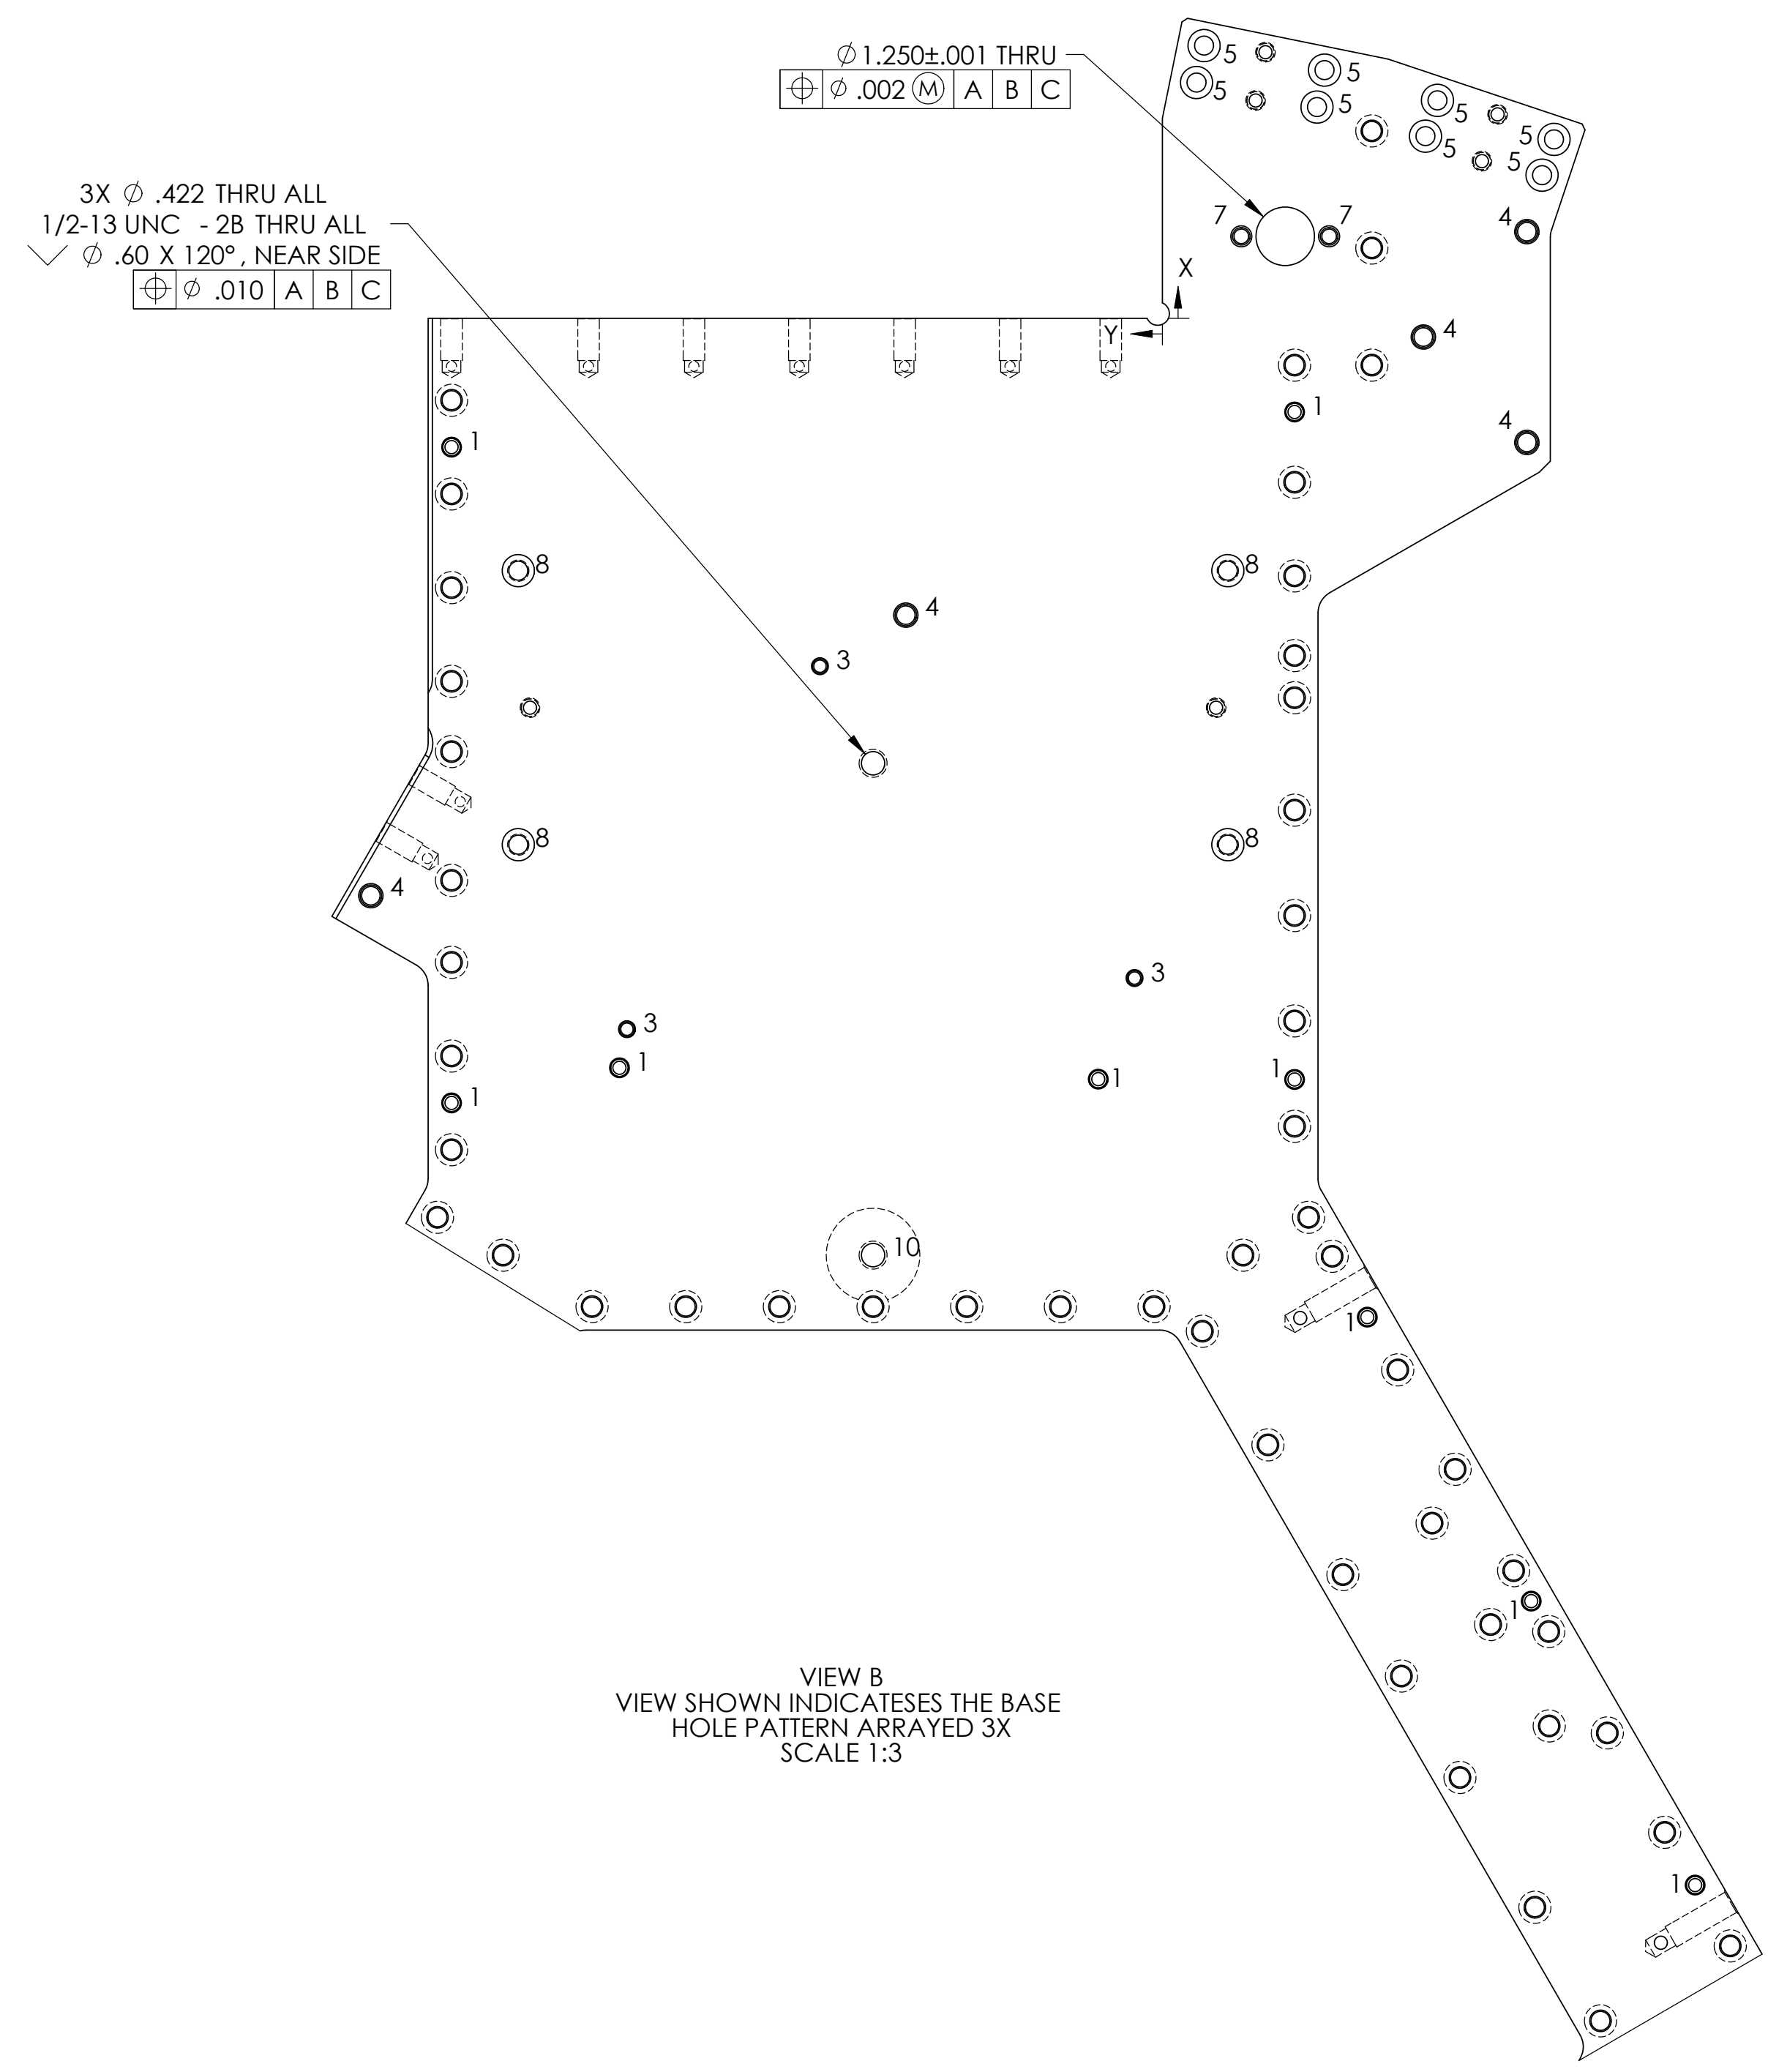 ⌀ 1.250±.001 THRU
⌖ ⌀ .002 Ⓜ A B C
3X ⌀ .422 THRU ALL
1/2-13 UNC - 2B THRU ALL
⌵ ⌀ .60 X 120°, NEAR SIDE
⌖ ⌀ .010 A B C
5
5
5
5
5
5
5
5
7 7
4
X
Y
4
1
4
1
8 8
4
3
8 8
4
3
3
1
1
1
1
10
1
1
1
VIEW B
VIEW SHOWN INDICATESES THE BASE
HOLE PATTERN ARRAYED 3X
SCALE 1:3